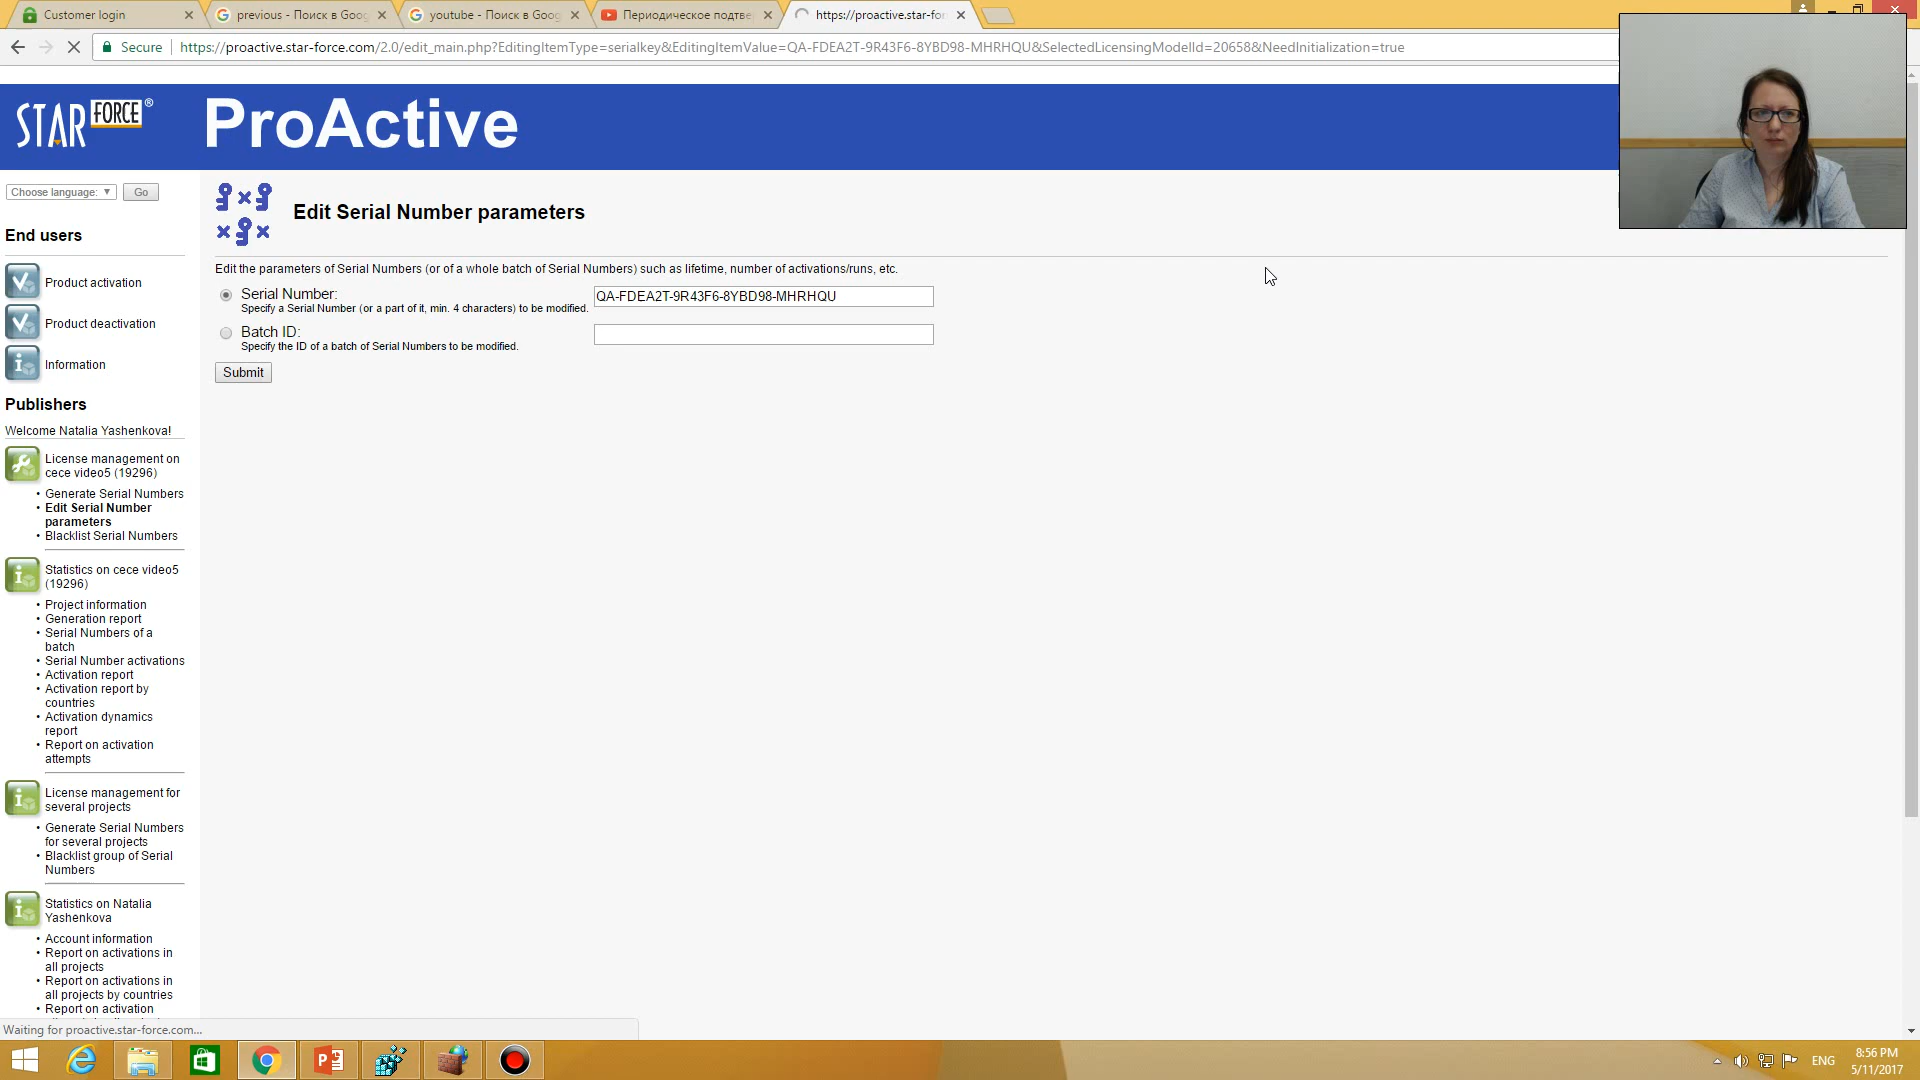 Customer login
previous - Поиск в Goog
youtube - Поиск в Goog
Периодическое подтве
https://proactive.star-for
Secure
https://proactive.star-force.com/2.0/edit_main.php?EditingItemType=serialkey&EditingItemValue=QA-FDEA2T-9R43F6-8YBD98-MHRHQU&SelectedLicensingModelId=20658&NeedInitialization=true
STAR FORCE®
ProActive
Choose language:
Go
Edit Serial Number parameters
End users
Edit the parameters of Serial Numbers (or of a whole batch of Serial Numbers) such as lifetime, number of activations/runs, etc.
Product activation
Serial Number:
QA-FDEA2T-9R43F6-8YBD98-MHRHQU
Specify a Serial Number (or a part of it, min. 4 characters) to be modified.
Product deactivation
Batch ID:
Specify the ID of a batch of Serial Numbers to be modified.
Information
Submit
Publishers
Welcome Natalia Yashenkova!
License management on
cece video5 (19296)
• Generate Serial Numbers
• Edit Serial Number
parameters
• Blacklist Serial Numbers
Statistics on cece video5
(19296)
• Project information
• Generation report
• Serial Numbers of a
batch
• Serial Number activations
• Activation report
• Activation report by
countries
• Activation dynamics
report
• Report on activation
attempts
License management for
several projects
• Generate Serial Numbers
for several projects
• Blacklist group of Serial
Numbers
Statistics on Natalia
Yashenkova
• Account information
• Report on activations in
all projects
• Report on activations in
all projects by countries
• Report on activation
Waiting for proactive.star-force.com...
ENG
8:56 PM
5/11/2017